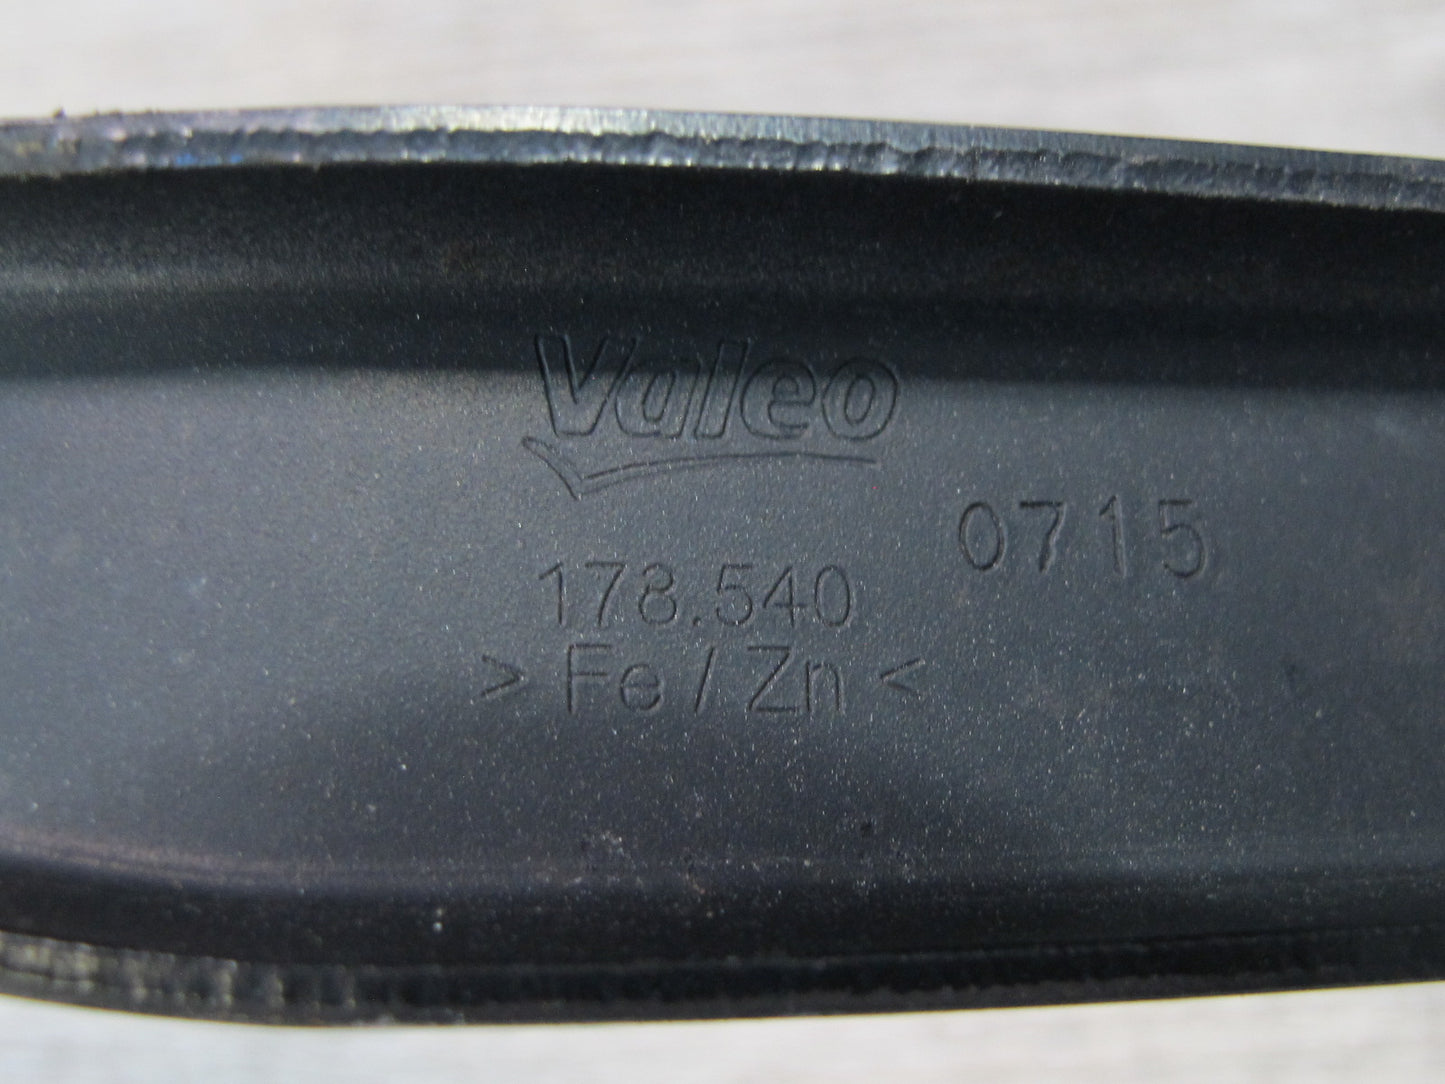 Valeo
0715
178.540
> Fe / Zn <